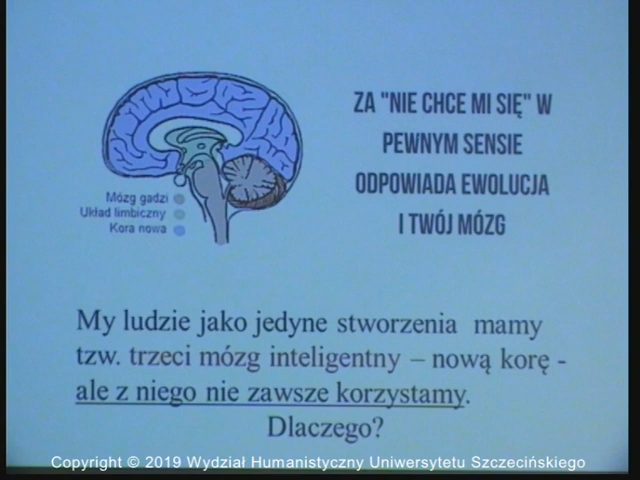 ZA "NIE CHCE MI SIĘ" W
PEWNYM SENSIE
ODPOWIADA EWOLUCJA
I TWÓJ MÓZG
Mózg gadzi
Układ limbiczny
Kora nowa
My ludzie jako jedyne stworzenia mamy
tzw. trzeci mózg inteligentny – nową korę -
ale z niego nie zawsze korzystamy.
Dlaczego?
Copyright © 2019 Wydział Humanistyczny Uniwersytetu Szczecińskiego